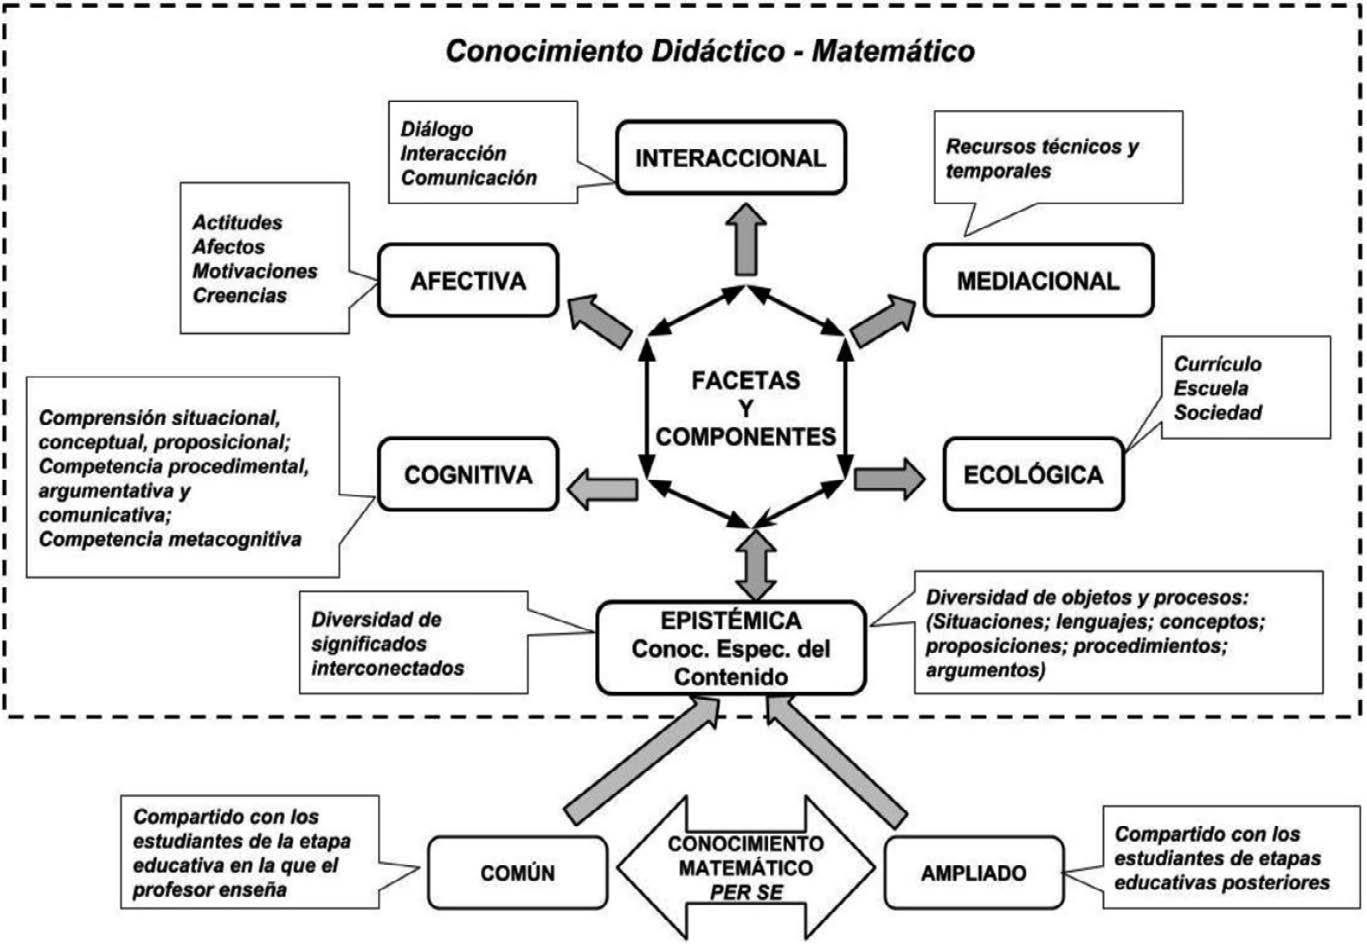 Conocimiento Didáctico - Matemático
Diálogo
Interacción
Comunicación
INTERACCIONAL
Recursos técnicos y
temporales
Actitudes
Afectos
Motivaciones
Creencias
AFECTIVA
MEDIACIONAL
FACETAS
Y
COMPONENTES
Currículo
Escuela
Sociedad
Comprensión situacional,
conceptual, proposicional;
Competencia procedimental,
argumentativa y
comunicativa;
Competencia metacognitiva
COGNITIVA
ECOLÓGICA
Diversidad de
significados
interconectados
EPISTÉMICA
Conoc. Espec. del
Contenido
Diversidad de objetos y procesos:
(Situaciones; lenguajes; conceptos;
proposiciones; procedimientos;
argumentos)
Compartido con los
estudiantes de la etapa
educativa en la que el
profesor enseña
COMÚN
CONOCIMIENTO
MATEMÁTICO
PER SE
AMPLIADO
Compartido con los
estudiantes de etapas
educativas posteriores